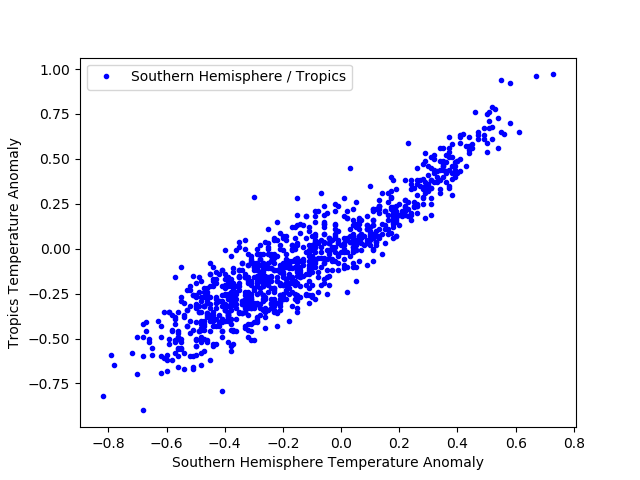 Southern Hemisphere / Tropics
1.00
0.75
0.50
0.25
0.00
−0.25
−0.50
−0.75
Tropics Temperature Anomaly
−0.8 −0.6 −0.4 −0.2 0.0 0.2 0.4 0.6 0.8
Southern Hemisphere Temperature Anomaly